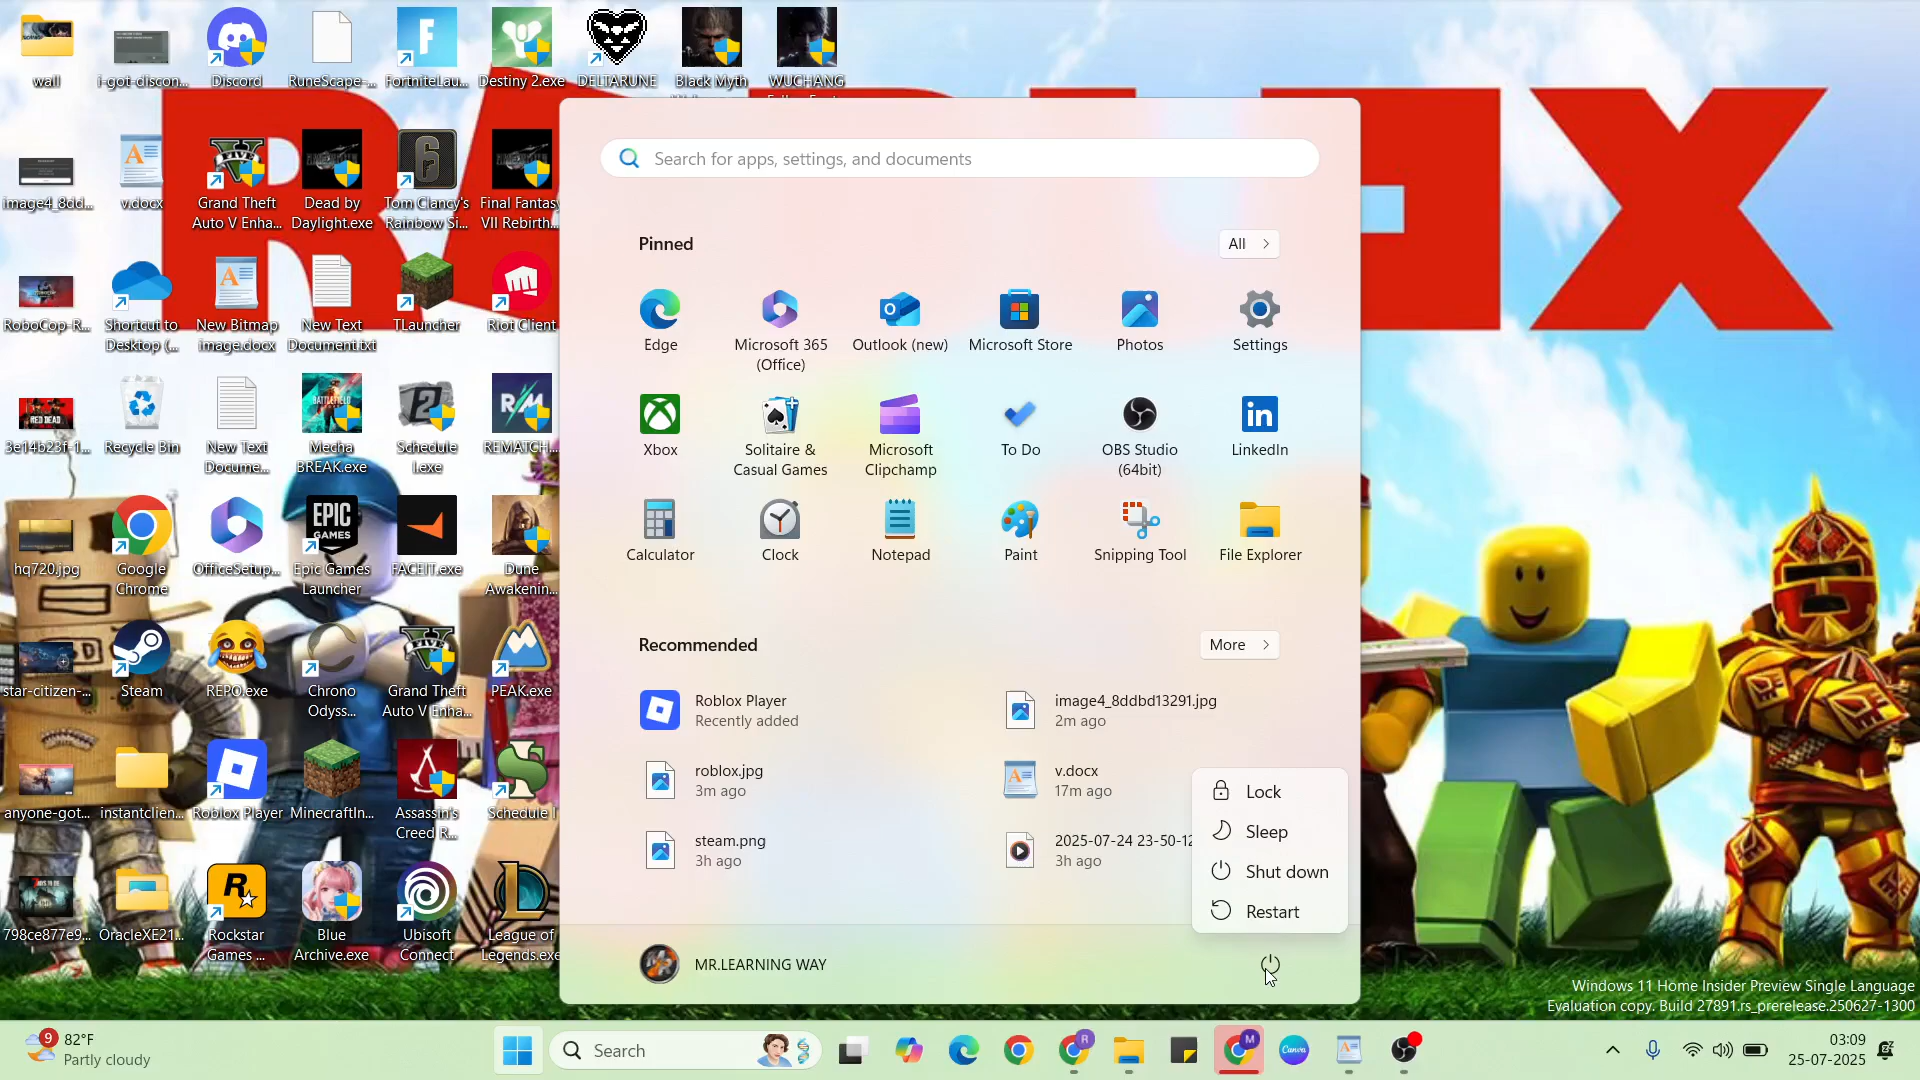 wall
i-got-discon...
Discord
RuneScape-...
FortniteLau...
Destiny 2.exe
DELTARUNE
Black Myth
WUCHANG
image4_8dd...
v.docx
Grand Theft
Auto V Enha...
Dead by
Daylight.exe
Tom Clancy's
Rainbow Si...
Final Fantasy
VII Rebirth...
RoboCop-R...
Shortcut to
Desktop (...
New Bitmap
image.docx
New Text
Document.txt
TLauncher
Riot Client
3e14b23f-1...
Recycle Bin
New Text
Docume...
Mecha
BREAK.exe
Schedule
I.exe
REMATCH...
hq720.jpg
Google
Chrome
OfficeSetup...
EPIC
GAMES
Epic Games
Launcher
FACEIT.exe
Dune
Awakenin...
star-citizen-...
Steam
REPO.exe
Chrono
Odyss...
Grand Theft
Auto V Enha...
PEAK.exe
anyone-got...
instantclien...
Roblox Player
MinecraftIn...
Assassin's
Creed R...
Schedule I
798ce877e9...
OracleXE21...
Rockstar
Games ...
Blue
Archive.exe
Ubisoft
Connect
League of
Legends.exe
Search for apps, settings, and documents
Pinned
All
Edge
Microsoft 365
(Office)
Outlook (new)
Microsoft Store
Photos
Settings
Xbox
Solitaire &
Casual Games
Microsoft
Clipchamp
To Do
OBS Studio
(64bit)
LinkedIn
Calculator
Clock
Notepad
Paint
Snipping Tool
File Explorer
Recommended
More
Roblox Player
Recently added
image4_8ddbd13291.jpg
2m ago
roblox.jpg
3m ago
v.docx
17m ago
steam.png
3h ago
2025-07-24 23-50-12
3h ago
Lock
Sleep
Shut down
Restart
MR.LEARNING WAY
Windows 11 Home Insider Preview Single Language
Evaluation copy. Build 27891.rs_prerelease.250627-1300
9
82°F
Partly cloudy
Search
R
M
Canva
03:09
25-07-2025